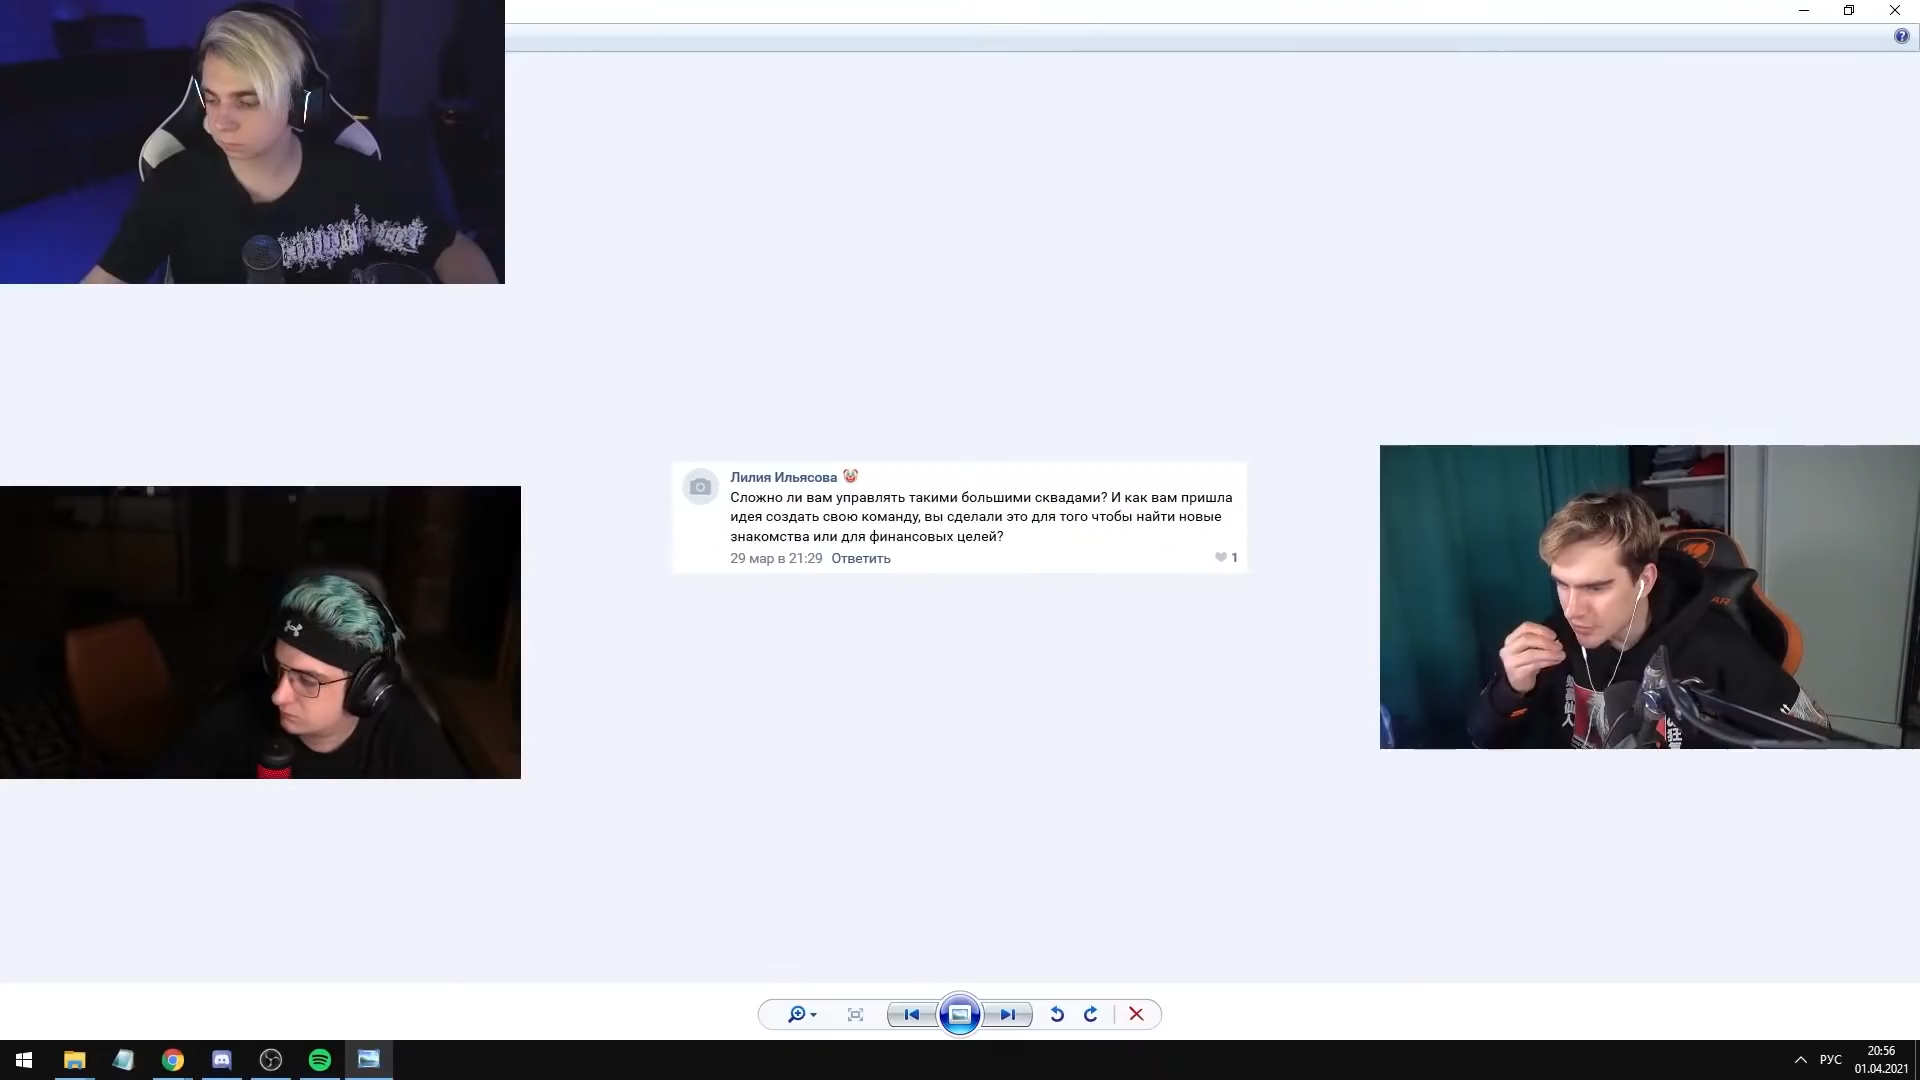 Лилия Ильясова
Сложно ли вам управлять такими большими сквадами? И как вам пришла
идея создать свою команду, вы сделали это для того чтобы найти новые
знакомства или для финансовых целей?
29 мар в 21:29 Ответить
1
РУС
20:56
01.04.2021